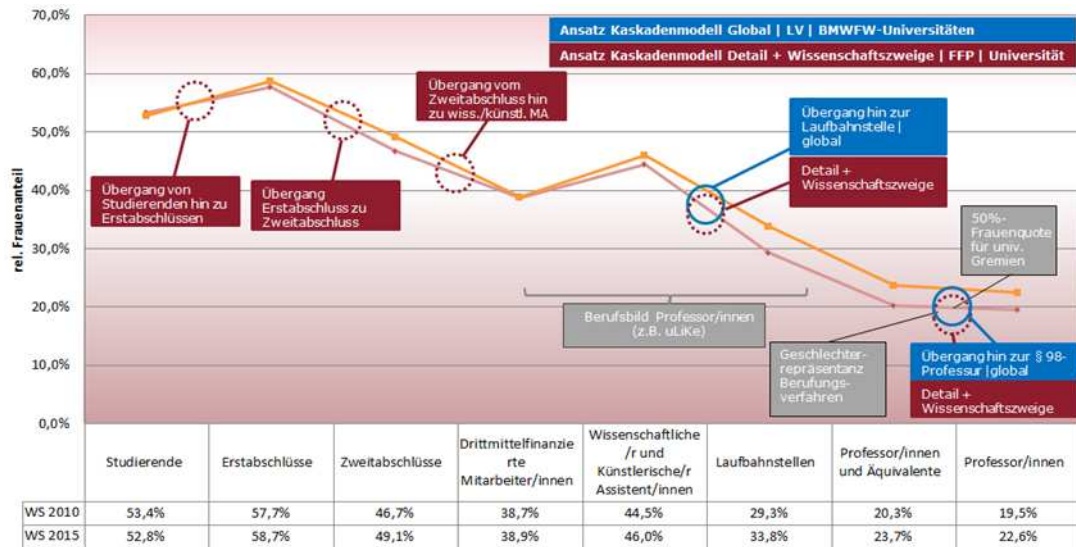 70,0%
Ansatz Kaskadenmodell Global | LV | BMWFW-Universitäten
Ansatz Kaskadenmodell Detail + Wissenschaftszweige | FFP | Universität
60,0%
50,0%
40,0%
30,0%
20,0%
10,0%
0,0%
rel. Frauenanteil
Übergang von
Studierenden hin zu
Erstabschlüssen
Übergang
Erstabschluss zu
Zweitabschluss
Übergang vom
Zweitabschluss hin
zu wiss./künstl. MA
Übergang hin zur
Laufbahnstelle |
global
Detail +
Wissenschaftszweige
50%-
Frauenquote
für univ.
Gremien
Berufsbild Professor/innen
(z.B. uLiKe)
Geschlechter-
repräsentanz
Berufungs-
verfahren
Übergang hin zur § 98-
Professur |global
Detail +
Wissenschaftszweige
Studierende
Erstabschlüsse
Zweitabschlüsse
Drittmittelfinanzie
rte
Mitarbeiter/innen
Wissenschaftliche
/r und
Künstlerische/r
Assistent/innen
Laufbahnstellen
Professor/innen
und Äquivalente
Professor/innen
WS 2010 53,4% 57,7% 46,7% 38,7% 44,5% 29,3% 20,3% 19,5%
WS 2015 52,8% 58,7% 49,1% 38,9% 46,0% 33,8% 23,7% 22,6%